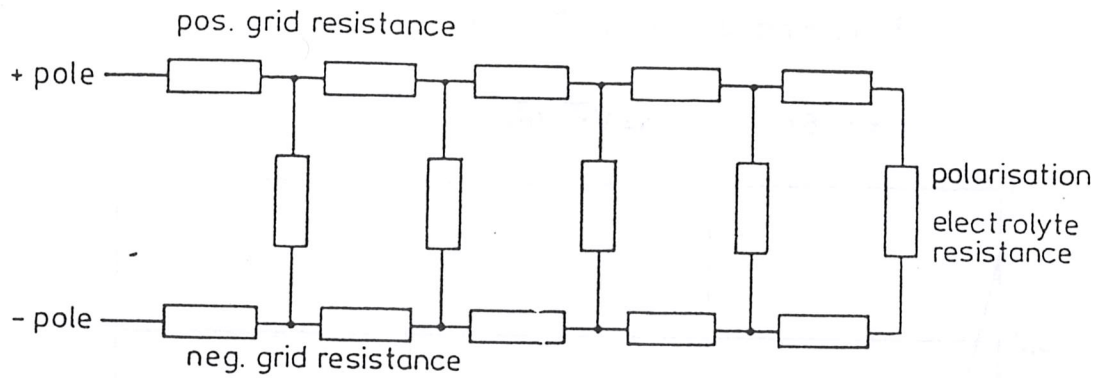 pos. grid resistance
+ pole
polarisation
electrolyte
resistance
- pole
neg. grid resistance